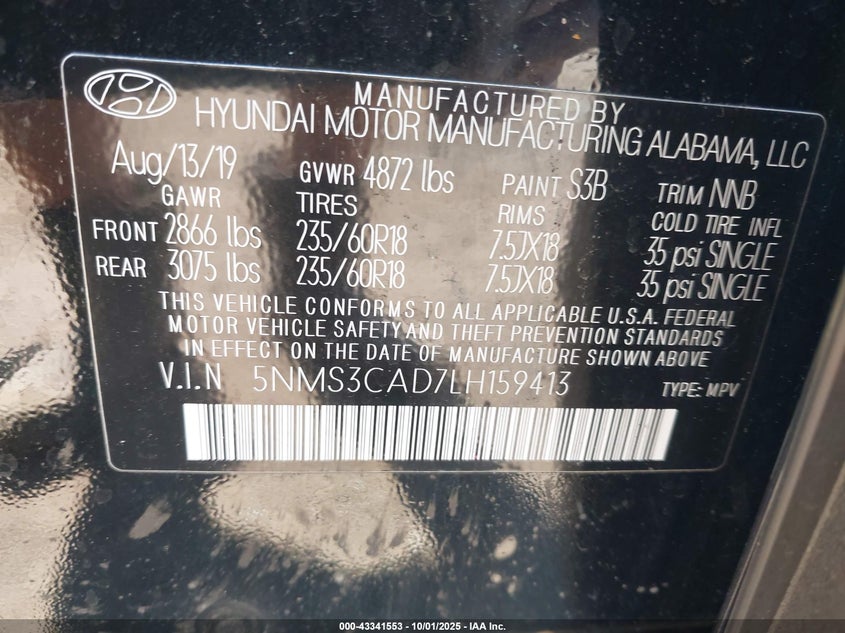 MANUFACTURED BY
HYUNDAI MOTOR MANUFACTURING ALABAMA, LLC
Aug/13/19 GVWR 4872 lbs PAINT S3B TRIM NNB
GAWR TIRES RIMS COLD TIRE INFL
FRONT 2866 lbs 235/60R18 7.5JX18 35 psi SINGLE
REAR 3075 lbs 235/60R18 7.5JX18 35 psi SINGLE
THIS VEHICLE CONFORMS TO ALL APPLICABLE U.S.A. FEDERAL
MOTOR VEHICLE SAFETY AND THEFT PREVENTION STANDARDS
IN EFFECT ON THE DATE OF MANUFACTURE SHOWN ABOVE
V.I.N 5NMS3CAD7LH159413 TYPE: MPV
000-43341553 - 10/01/2025 - IAA Inc.